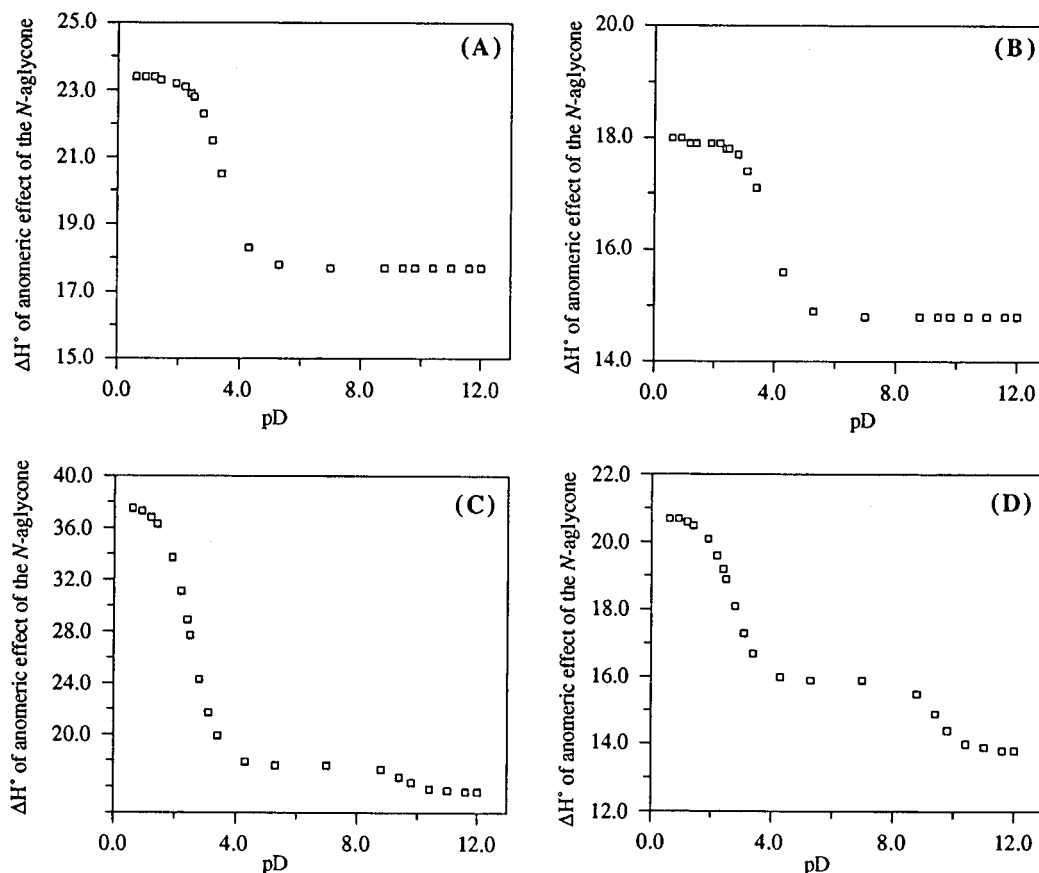 (A)
ΔH° of anomeric effect of the N-aglycone
25.0
23.0
21.0
19.0
17.0
15.0
0.0 4.0 8.0 12.0
pD
(B)
ΔH° of anomeric effect of the N-aglycone
20.0
18.0
16.0
14.0
0.0 4.0 8.0 12.0
pD
(C)
ΔH° of anomeric effect of the N-aglycone
40.0
36.0
32.0
28.0
24.0
20.0
0.0 4.0 8.0 12.0
pD
(D)
ΔH° of anomeric effect of the N-aglycone
22.0
20.0
18.0
16.0
14.0
12.0
0.0 4.0 8.0 12.0
pD